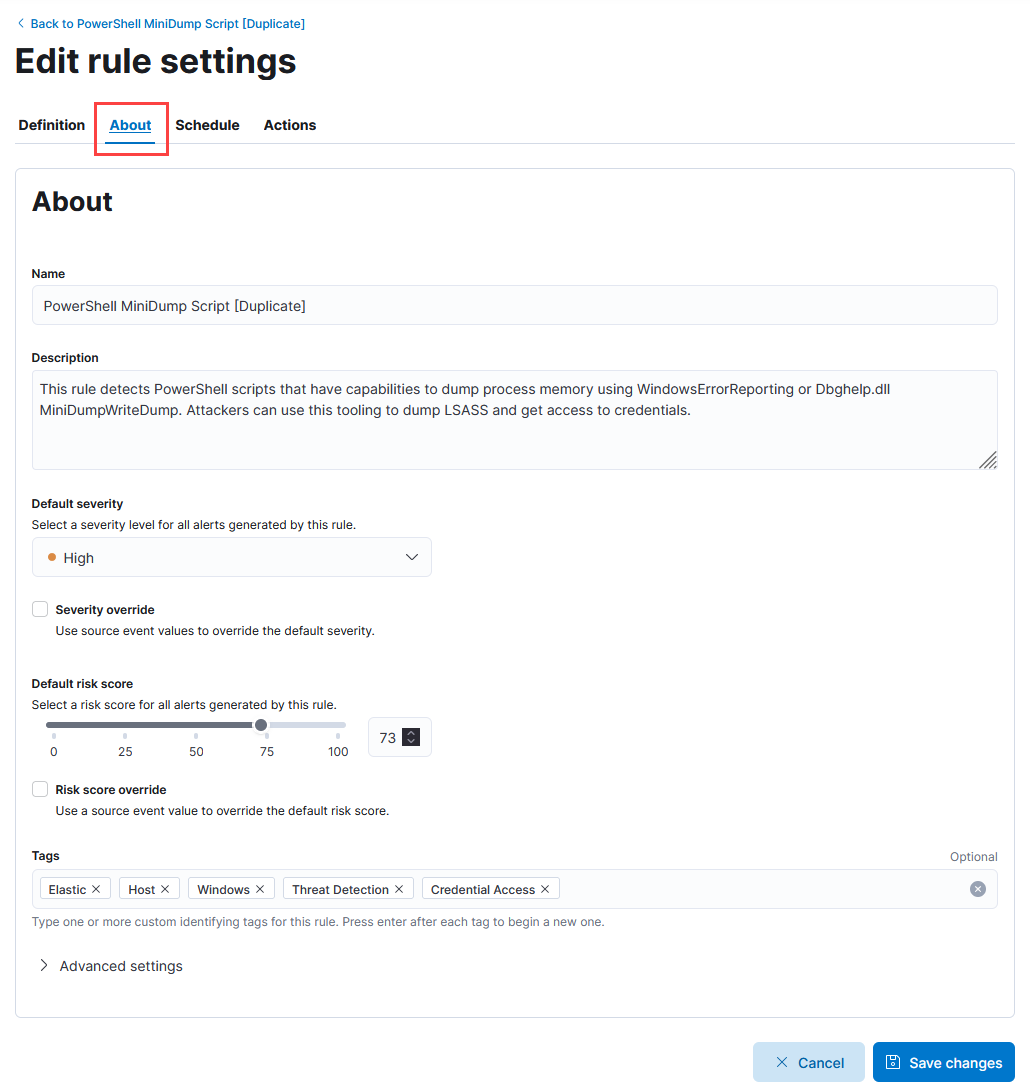 Back to PowerShell MiniDump Script [Duplicate]
Edit rule settings
Definition About Schedule Actions
About
Name
PowerShell MiniDump Script [Duplicate]
Description
This rule detects PowerShell scripts that have capabilities to dump process memory using WindowsErrorReporting or Dbghelp.dll
MiniDumpWriteDump. Attackers can use this tooling to dump LSASS and get access to credentials.
Default severity
Select a severity level for all alerts generated by this rule.
High
Severity override
Use source event values to override the default severity.
Default risk score
Select a risk score for all alerts generated by this rule.
73
0 25 50 75 100
Risk score override
Use a source event value to override the default risk score.
Tags Optional
Elastic Host Windows Threat Detection Credential Access
Type one or more custom identifying tags for this rule. Press enter after each tag to begin a new one.
Advanced settings
Cancel Save changes